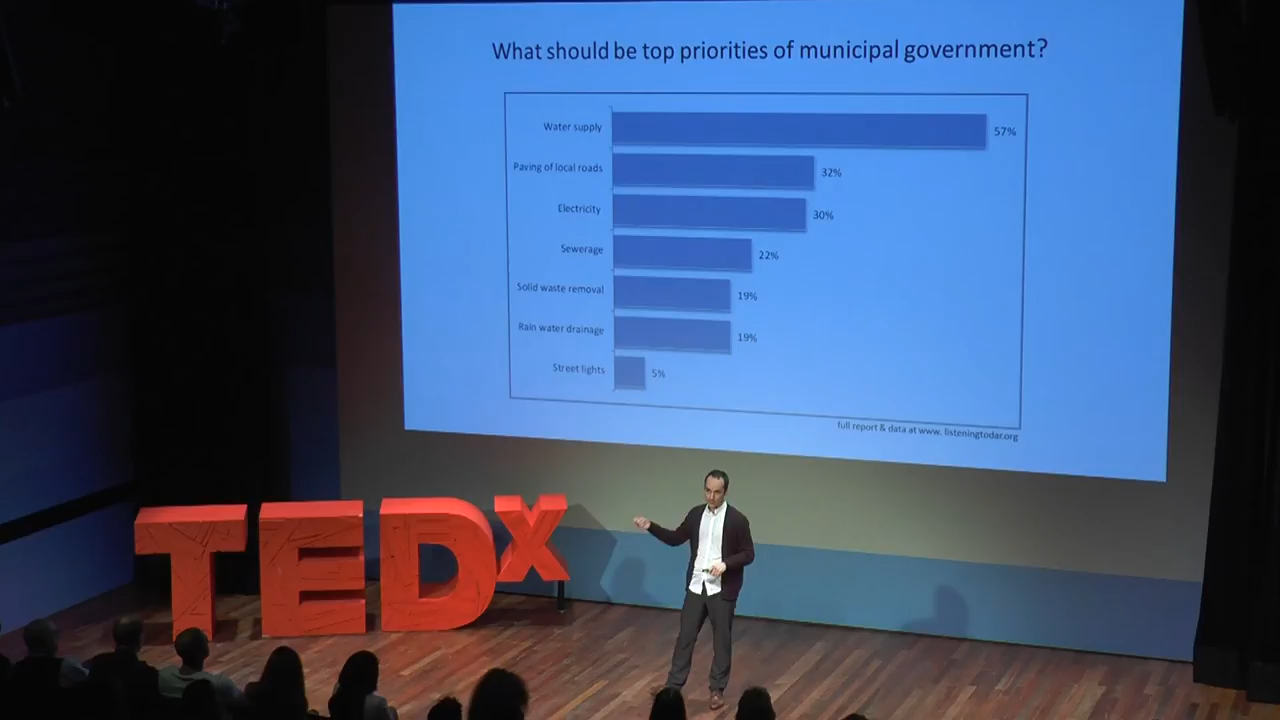 What should be top priorities of municipal government?
Water supply 57%
Paving of local roads 32%
Electricity 30%
Sewerage 22%
Solid waste removal 19%
Rain water drainage 19%
Street lights 5%
full report & data at www. listeningtodar.org
TEDx